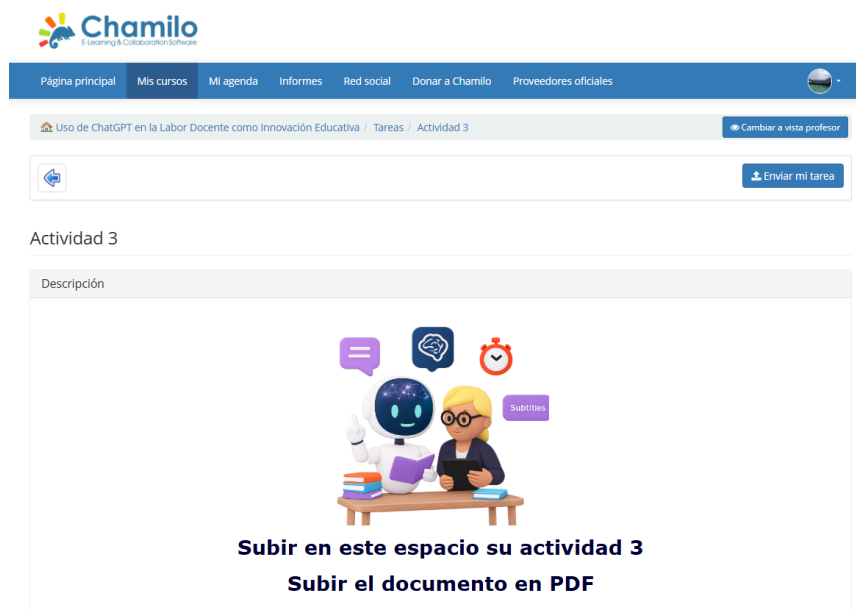 Chamilo
E-Learning & Collaboration Software
Página principal Mis cursos Mi agenda Informes Red social Donar a Chamilo Proveedores oficiales
Uso de ChatGPT en la Labor Docente como Innovación Educativa / Tareas / Actividad 3 Cambiar a vista profesor
Enviar mi tarea
Actividad 3
Descripción
Subtitles
Subir en este espacio su actividad 3
Subir el documento en PDF